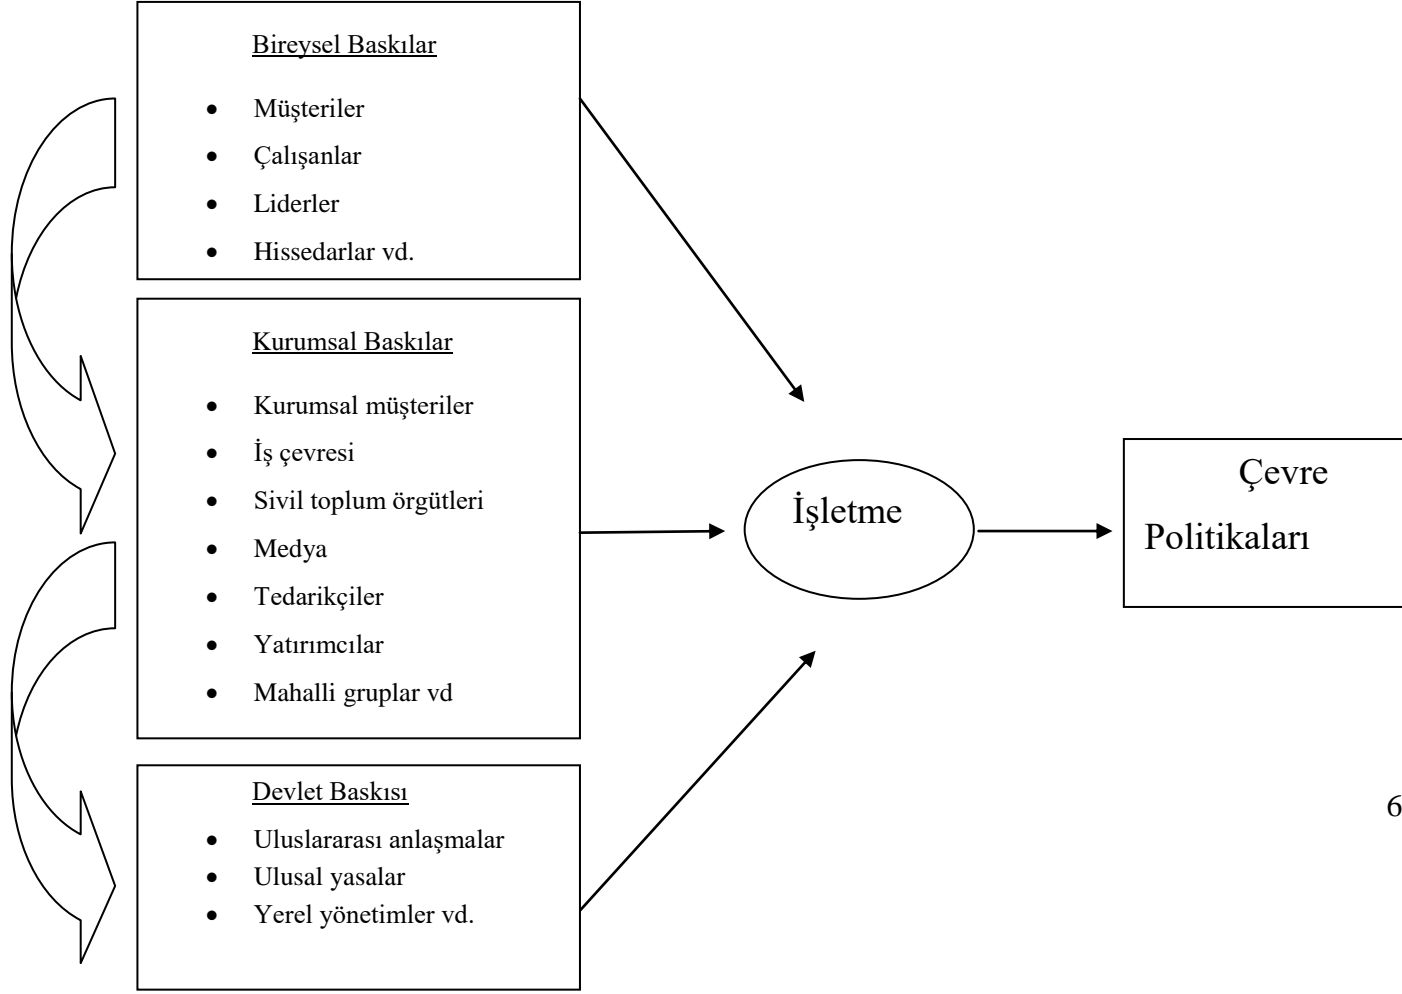 Bireysel Baskılar
• Müşteriler
• Çalışanlar
• Liderler
• Hissedarlar vd.
Kurumsal Baskılar
• Kurumsal müşteriler
• İş çevresi
• Sivil toplum örgütleri
• Medya
• Tedarikçiler
• Yatırımcılar
• Mahalli gruplar vd
Devlet Baskısı
• Uluslararası anlaşmalar
• Ulusal yasalar
• Yerel yönetimler vd.
İşletme
Çevre
Politikaları
6